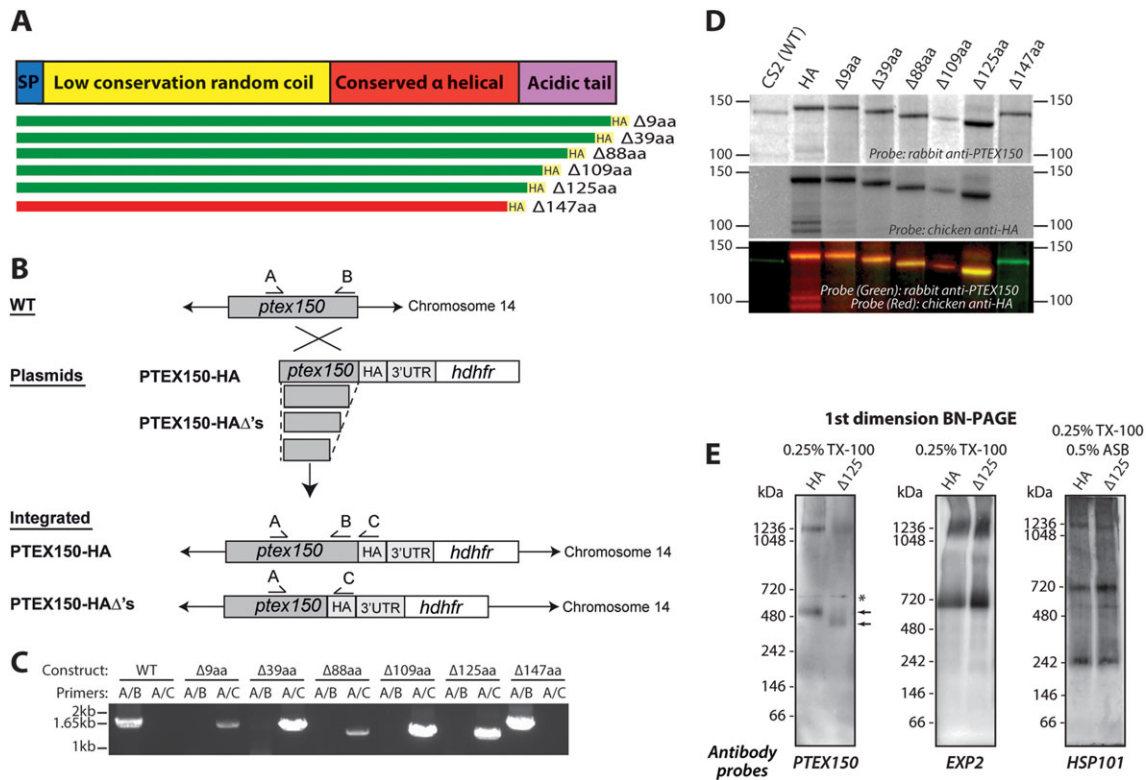 A
SP
Low conservation random coil
Conserved α helical
Acidic tail
HA Δ9aa
HA Δ39aa
HA Δ88aa
HA Δ109aa
HA Δ125aa
HA Δ147aa
B
A B
WT
ptex150
Chromosome 14
Plasmids
PTEX150-HA
ptex150 HA 3'UTR hdhfr
PTEX150-HAΔ's
Integrated
A B C
PTEX150-HA
ptex150 HA 3'UTR hdhfr
Chromosome 14
A C
PTEX150-HAΔ's
ptex150 HA 3'UTR hdhfr
Chromosome 14
C
Construct: WT Δ9aa Δ39aa Δ88aa Δ109aa Δ125aa Δ147aa
Primers: A/B A/C A/B A/C A/B A/C A/B A/C A/B A/C A/B A/C A/B A/C
2kb
1.65kb
1kb
D
CS2 (WT) HA Δ9aa Δ39aa Δ88aa Δ109aa Δ125aa Δ147aa
150 150
100 100
Probe: rabbit anti-PTEX150
150 150
100 100
Probe: chicken anti-HA
150 150
100 100
Probe (Green): rabbit anti-PTEX150
Probe (Red): chicken anti-HA
E
1st dimension BN-PAGE
0.25% TX-100
kDa HA Δ125
1236
1048
720
480
242
146
66
*
0.25% TX-100
kDa HA Δ125
1236
1048
720
480
242
146
66
0.25% TX-100
0.5% ASB
kDa HA Δ125
1236
1048
720
480
242
146
66
Antibody
probes
PTEX150
EXP2
HSP101